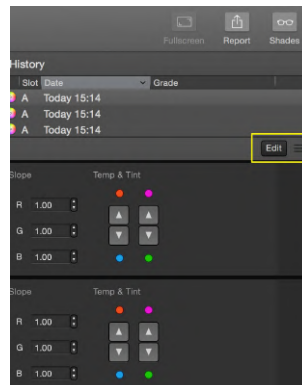 Fullscreen Report Shades
History
Slot Date Grade
A Today 15:14
A Today 15:14
A Today 15:14
Edit
Slope Temp & Tint
R 1.00
G 1.00
B 1.00
Slope Temp & Tint
R 1.00
G 1.00
B 1.00